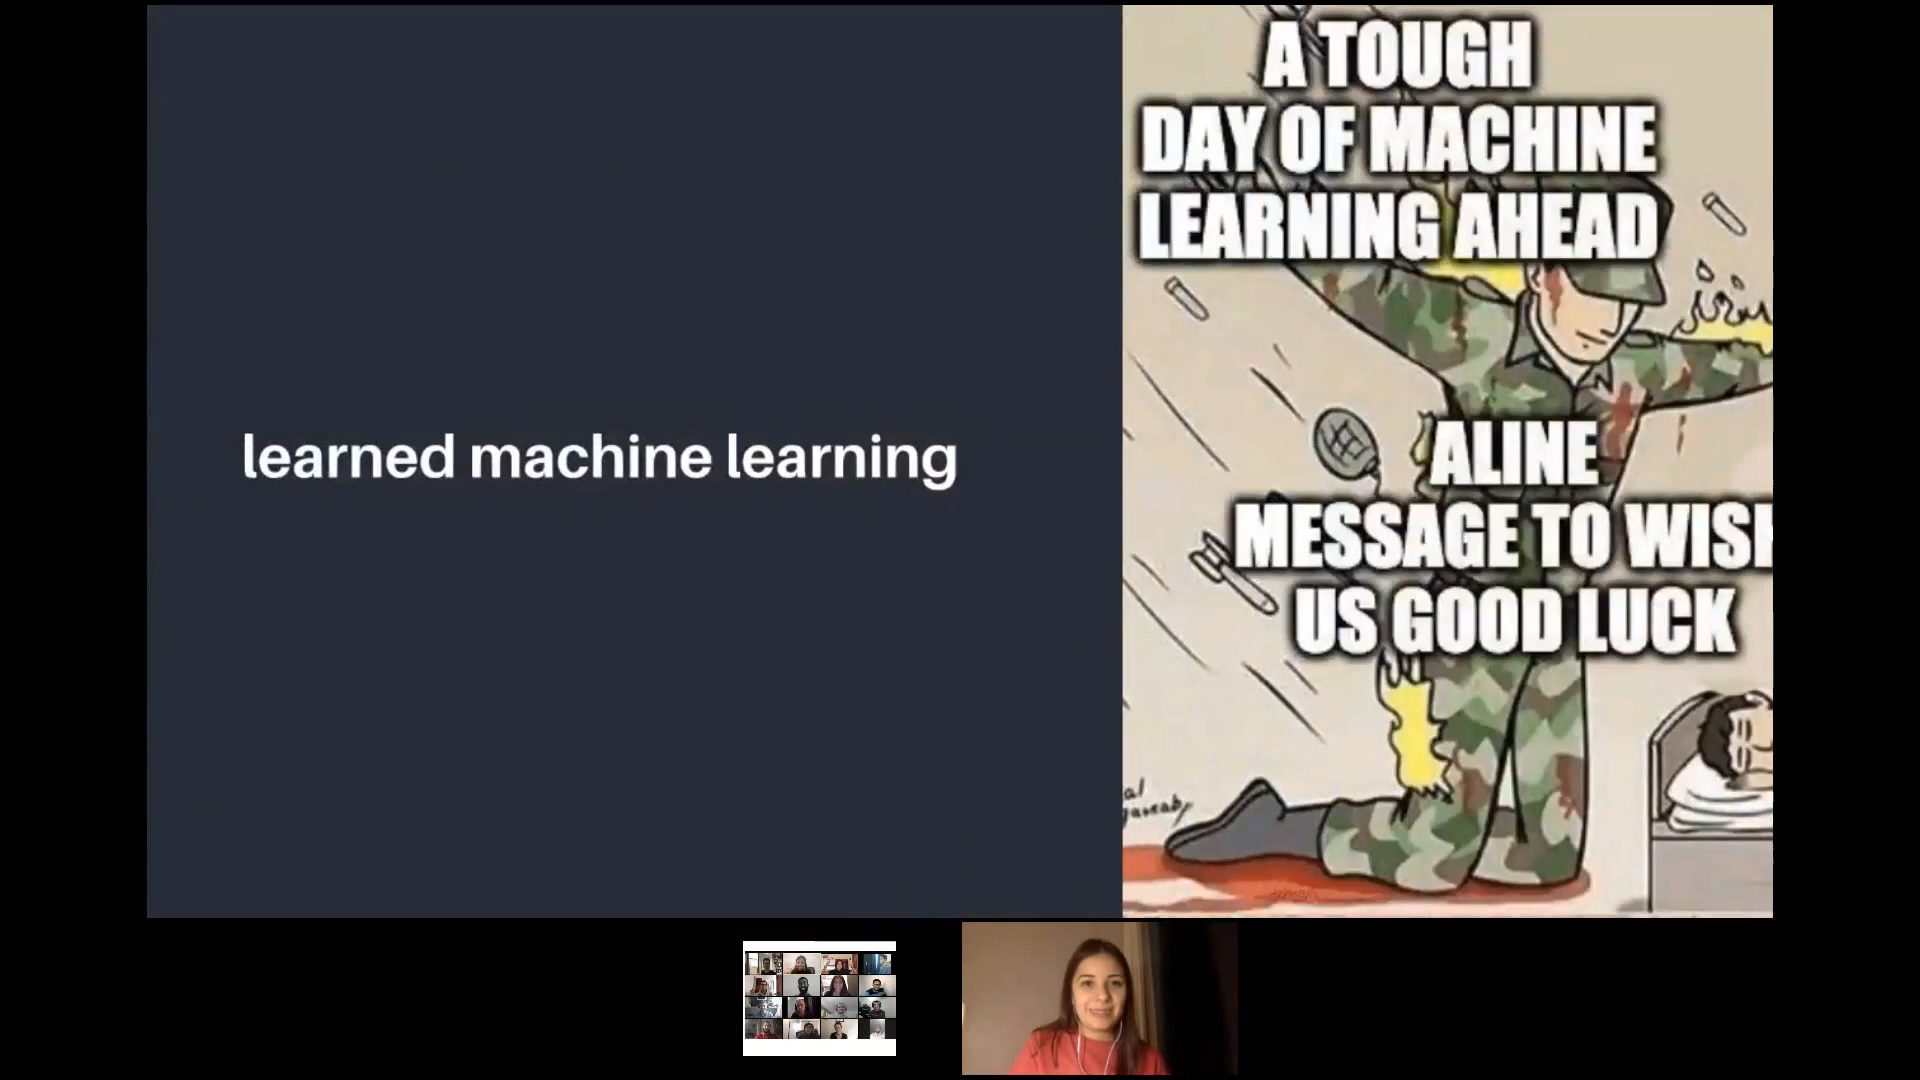 learned machine learning
A TOUGH
DAY OF MACHINE
LEARNING AHEAD
ALINE
MESSAGE TO WISH
US GOOD LUCK